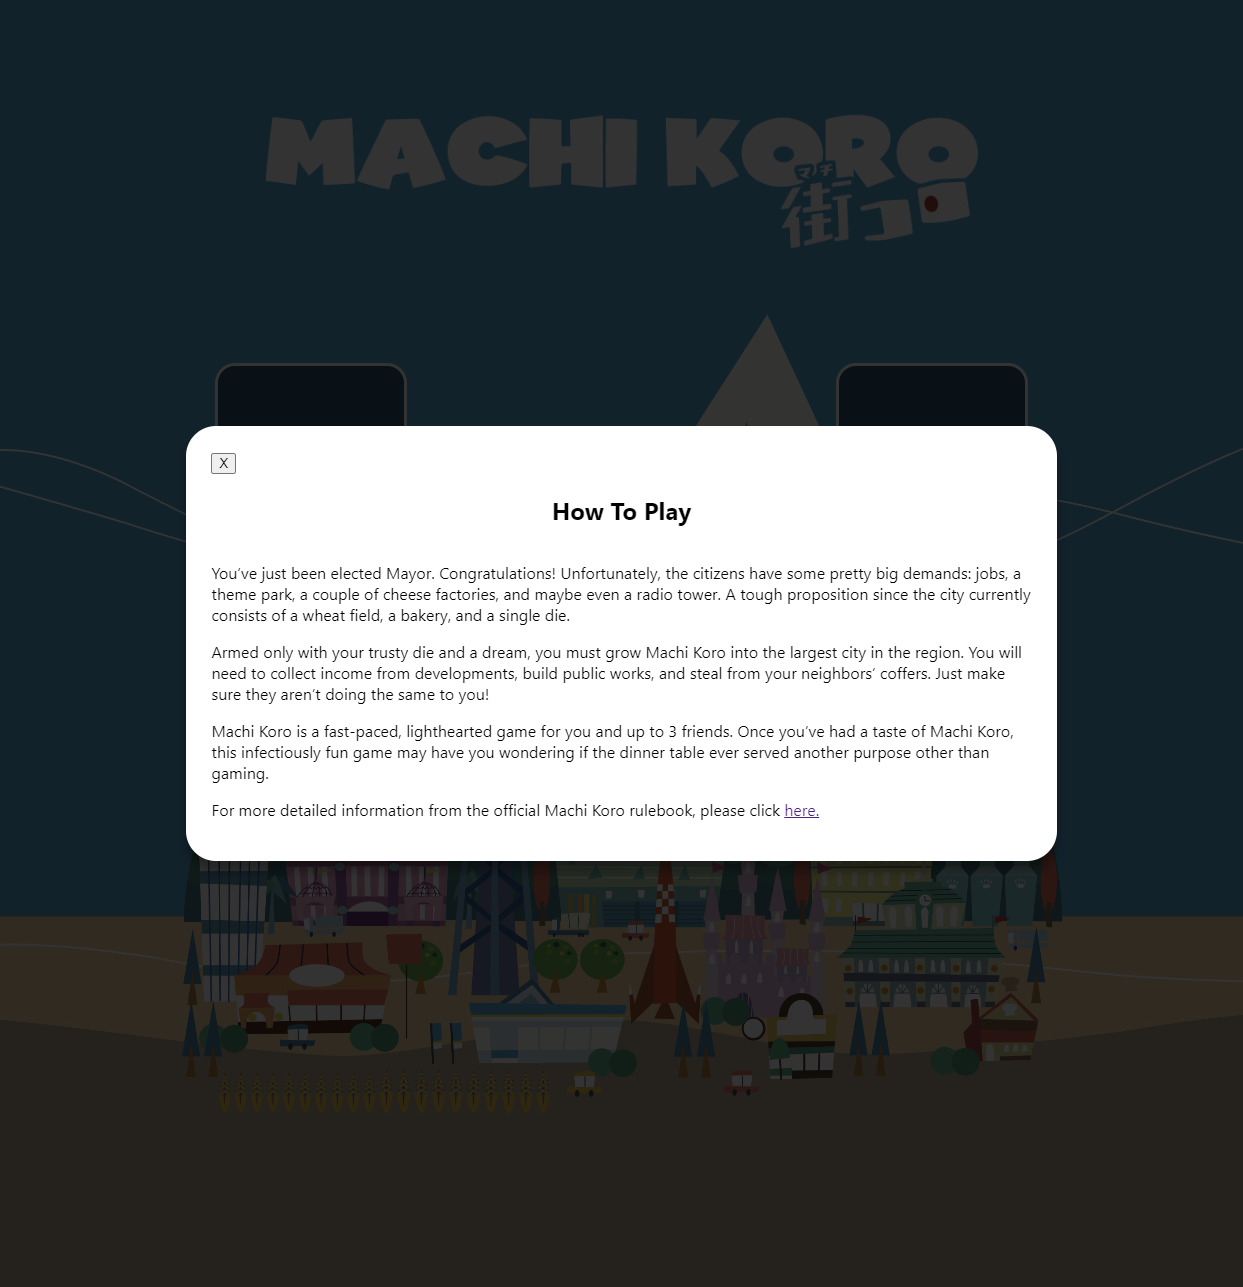 MACHI KORO
マチ
街コロ
X
How To Play
You've just been elected Mayor. Congratulations! Unfortunately, the citizens have some pretty big demands: jobs, a
theme park, a couple of cheese factories, and maybe even a radio tower. A tough proposition since the city currently
consists of a wheat field, a bakery, and a single die.
Armed only with your trusty die and a dream, you must grow Machi Koro into the largest city in the region. You will
need to collect income from developments, build public works, and steal from your neighbors' coffers. Just make
sure they aren't doing the same to you!
Machi Koro is a fast-paced, lighthearted game for you and up to 3 friends. Once you've had a taste of Machi Koro,
this infectiously fun game may have you wondering if the dinner table ever served another purpose other than
gaming.
For more detailed information from the official Machi Koro rulebook, please click here.